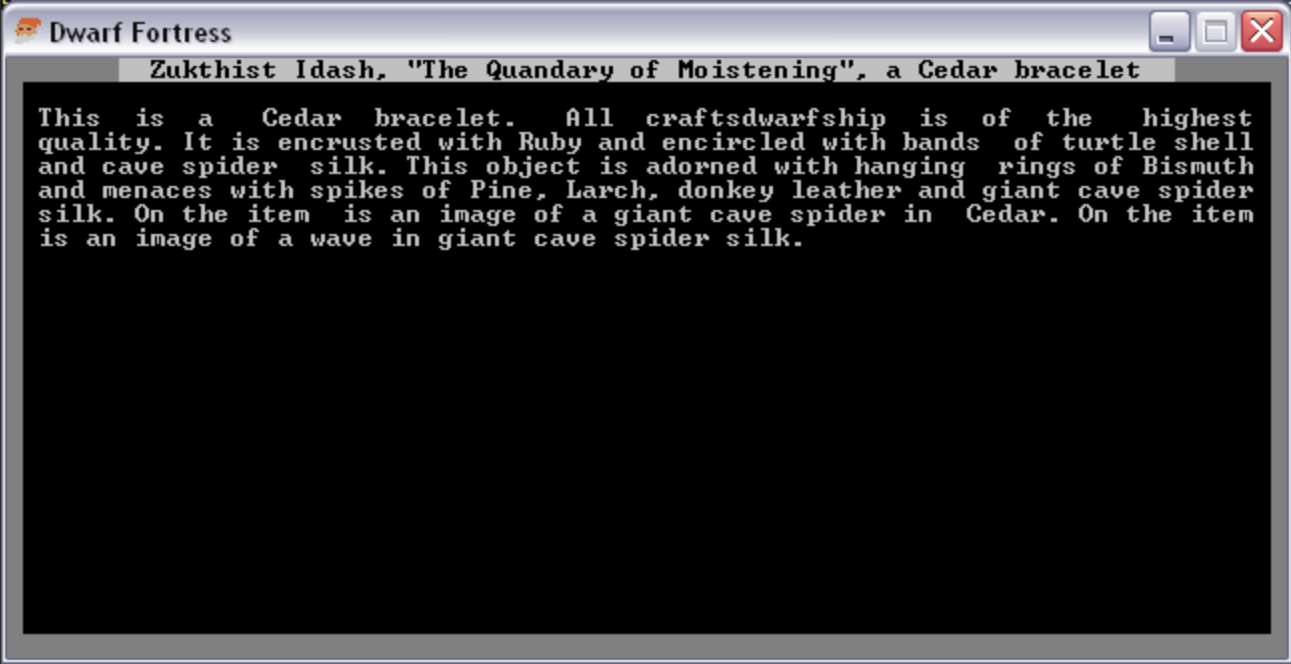 Dwarf Fortress
Zukthist Idash, "The Quandary of Moistening", a Cedar bracelet
This is a Cedar bracelet. All craftsdwarfship is of the highest
quality. It is encrusted with Ruby and encircled with bands of turtle shell
and cave spider silk. This object is adorned with hanging rings of Bismuth
and menaces with spikes of Pine, Larch, donkey leather and giant cave spider
silk. On the item is an image of a giant cave spider in Cedar. On the item
is an image of a wave in giant cave spider silk.